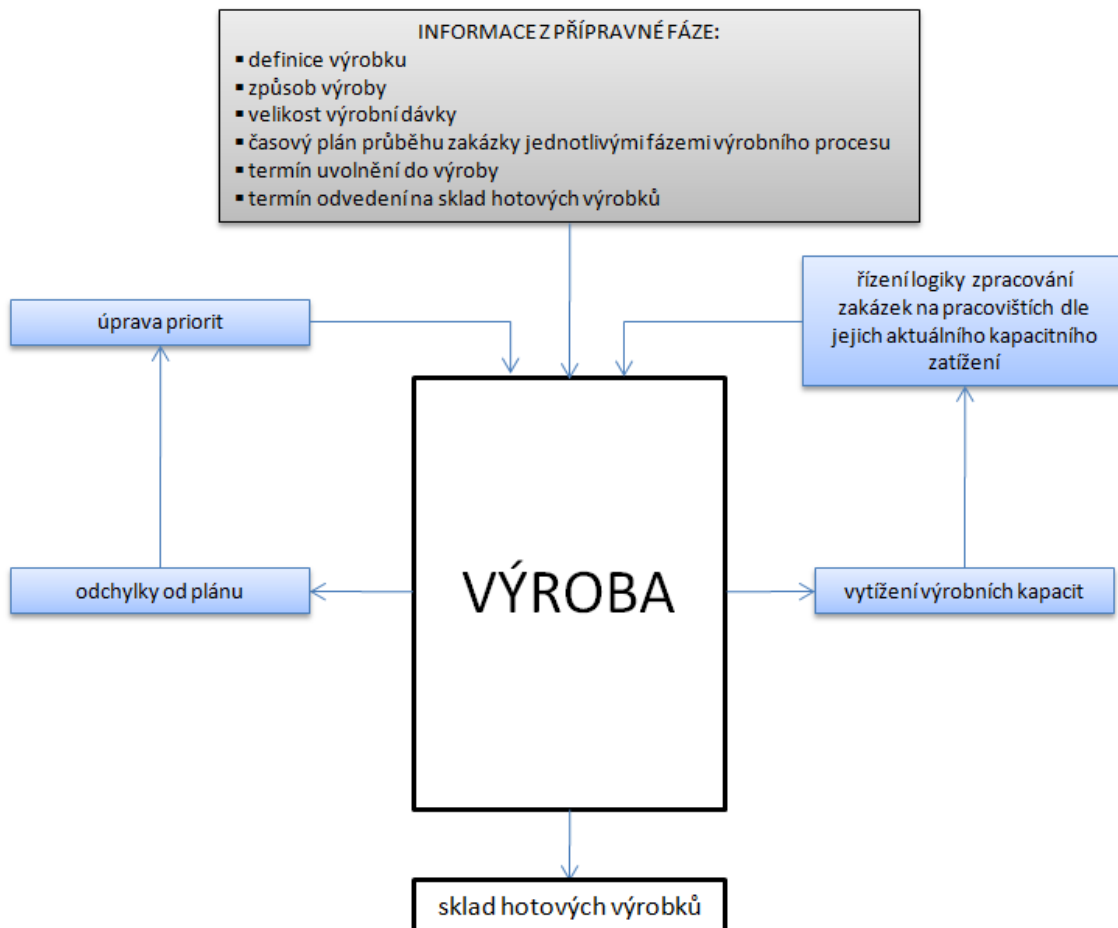 INFORMACE Z PŘÍPRAVNÉ FÁZE:
▪ definice výrobku
▪ způsob výroby
▪ velikost výrobní dávky
▪ časový plán průběhu zakázky jednotlivými fázemi výrobního procesu
▪ termín uvolnění do výroby
▪ termín odvedení na sklad hotových výrobků
úprava priorit
řízení logiky zpracování
zakázek na pracovištích dle
jejich aktuálního kapacitního
zatížení
odchylky od plánu
VÝROBA
vytížení výrobních kapacit
sklad hotových výrobků